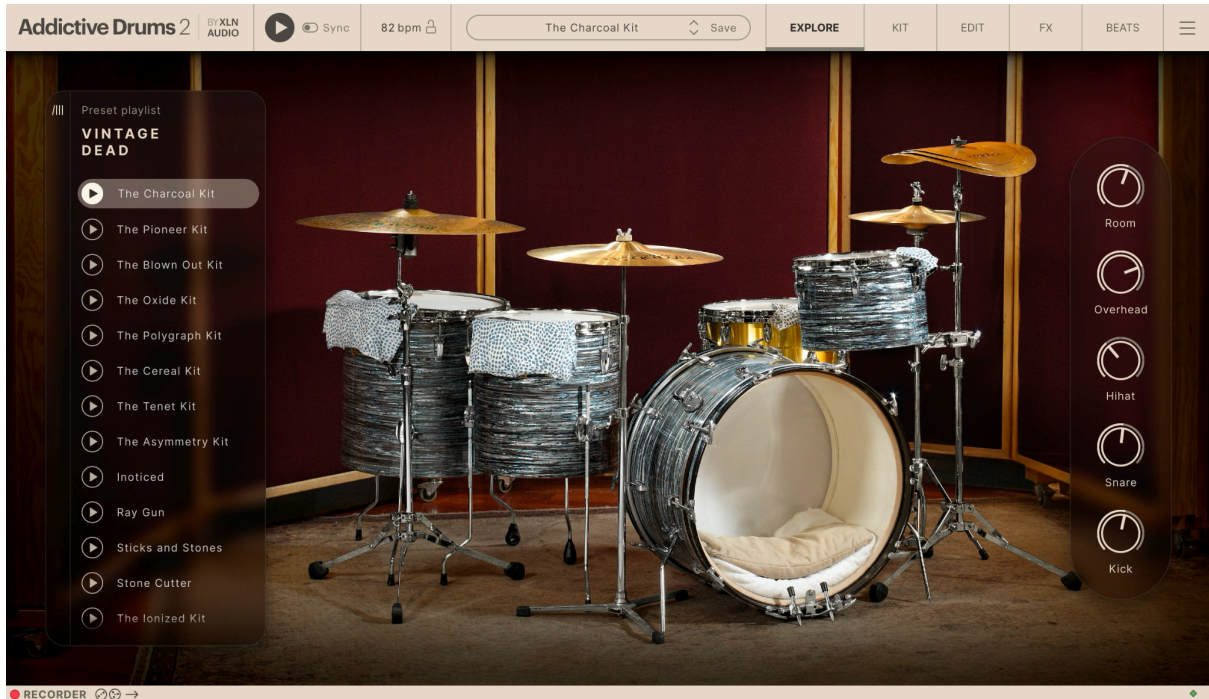 Addictive Drums 2
BY XLN
AUDIO
Sync
82 bpm
The Charcoal Kit
Save
EXPLORE
KIT
EDIT
FX
BEATS
Preset playlist
VINTAGE
DEAD
The Charcoal Kit
The Pioneer Kit
The Blown Out Kit
The Oxide Kit
The Polygraph Kit
The Cereal Kit
The Tenet Kit
The Asymmetry Kit
Inoticed
Ray Gun
Sticks and Stones
Stone Cutter
The Ionized Kit
Room
Overhead
Hihat
Snare
Kick
RECORDER